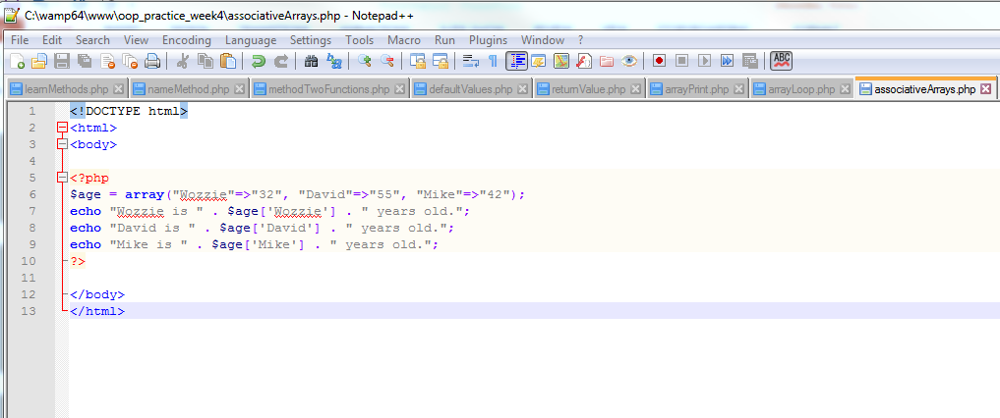 C:\wamp64\www\oop_practice_week4\associativeArrays.php - Notepad++
File Edit Search View Encoding Language Settings Tools Macro Run Plugins Window ?
ABC
learnMethods.php nameMethod.php methodTwoFunctions.php defaultValues.php returnValue.php arrayPrint.php arrayLoop.php associativeArrays.php
1 <!DOCTYPE html>
2 <html>
3 <body>
4
5 <?php
6 $age = array("Wozzie"=>"32", "David"=>"55", "Mike"=>"42");
7 echo "Wozzie is " . $age['Wozzie'] . " years old.";
8 echo "David is " . $age['David'] . " years old.";
9 echo "Mike is " . $age['Mike'] . " years old.";
10 ?>
11
12 </body>
13 </html>